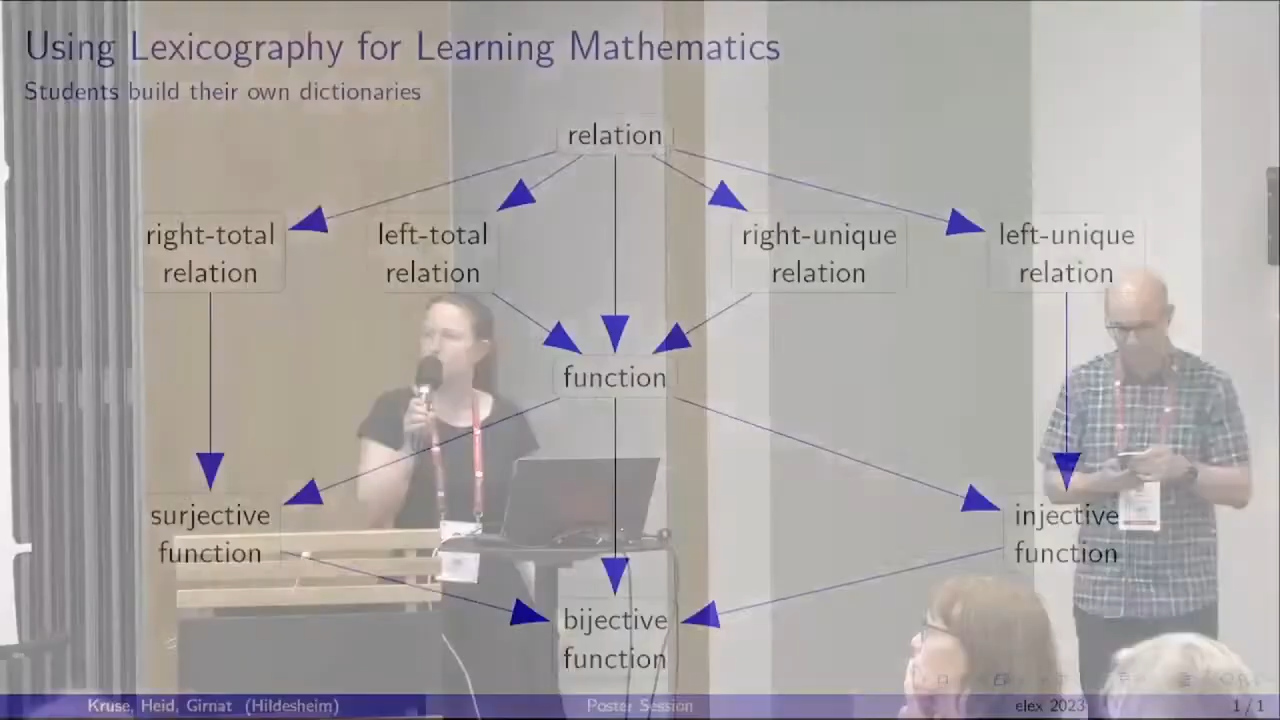 Using Lexicography for Learning Mathematics
Students build their own dictionaries
relation
right-total
relation
left-total
relation
right-unique
relation
left-unique
relation
function
surjective
function
injective
function
bijective
function
Kruse, Heid, Girnat (Hildesheim)
Poster Session
elex 2023
1 / 1